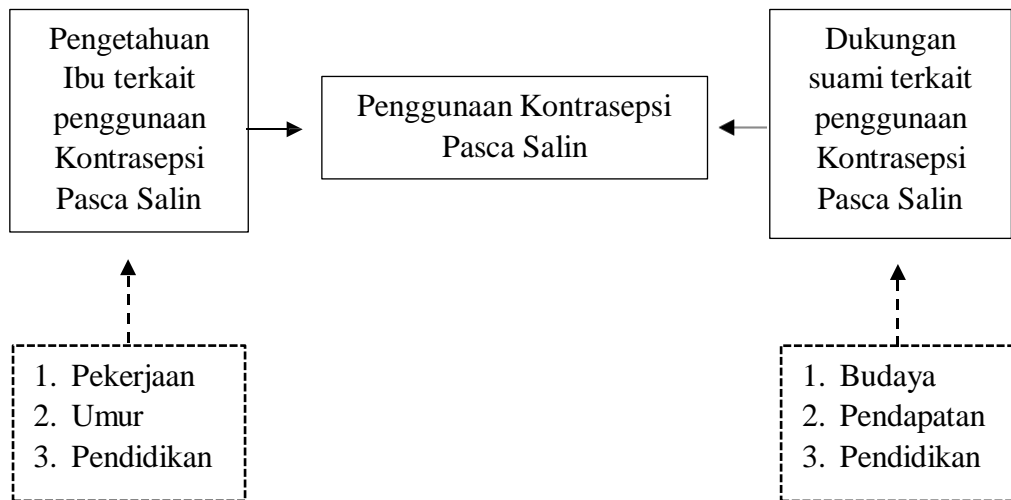 Pengetahuan
Ibu terkait
penggunaan
Kontrasepsi
Pasca Salin
Penggunaan Kontrasepsi
Pasca Salin
Dukungan
suami terkait
penggunaan
Kontrasepsi
Pasca Salin
1. Pekerjaan
2. Umur
3. Pendidikan
1. Budaya
2. Pendapatan
3. Pendidikan